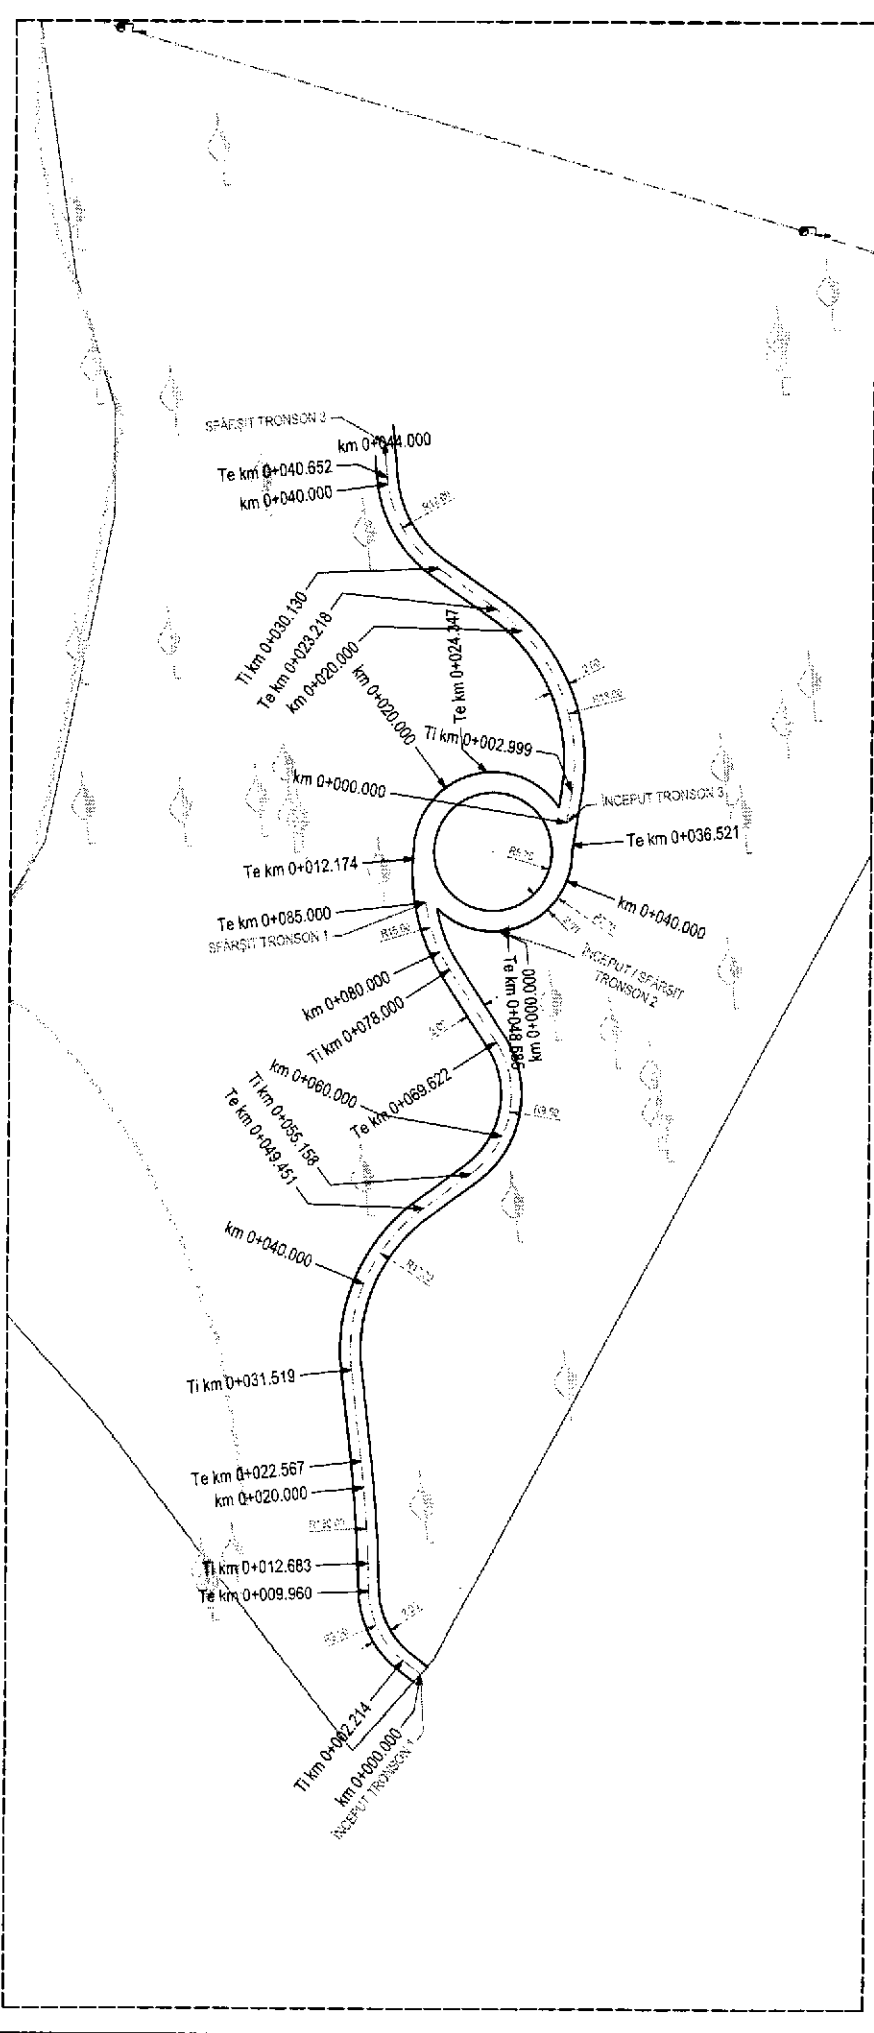 SFÂRȘIT TRONSON 3
km 0+044.000
Te km 0+040.652
km 0+040.000
Ti km 0+030.130
Te km 0+023.218
km 0+020.000
Te km 0+024.347
km 0+020.000
2.00
Ti km 0+002.999
km 0+000.000
ÎNCEPUT TRONSON 3
Te km 0+036.521
Te km 0+012.174
km 0+040.000
Te km 0+085.000
SFÂRȘIT TRONSON 1
R15.00
ÎNCEPUT / SFÂRȘIT
TRONSON 2
km 0+000.000
Te km 0+048.686
km 0+080.000
Ti km 0+078.000
km 0+060.000
Te km 0+069.622
Ti km 0+055.158
Te km 0+049.451
R9.50
km 0+040.000
Ti km 0+031.519
Te km 0+022.567
km 0+020.000
Ti km 0+012.683
Te km 0+009.960
Ti km 0+002.214
km 0+000.000
ÎNCEPUT TRONSON 1